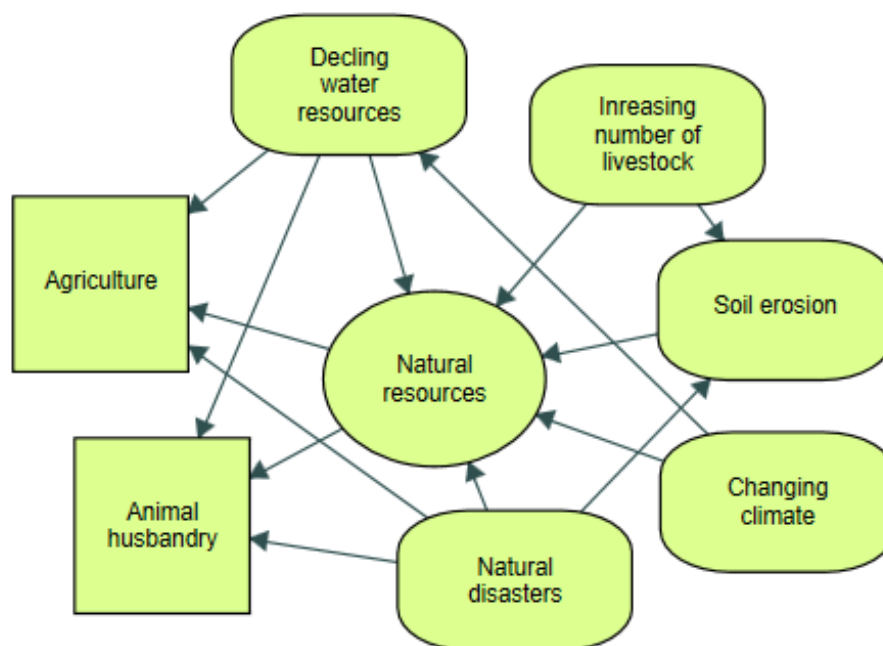 Decling
water
resources
Inreasing
number of
livestock
Agriculture
Soil erosion
Natural
resources
Animal
husbandry
Changing
climate
Natural
disasters